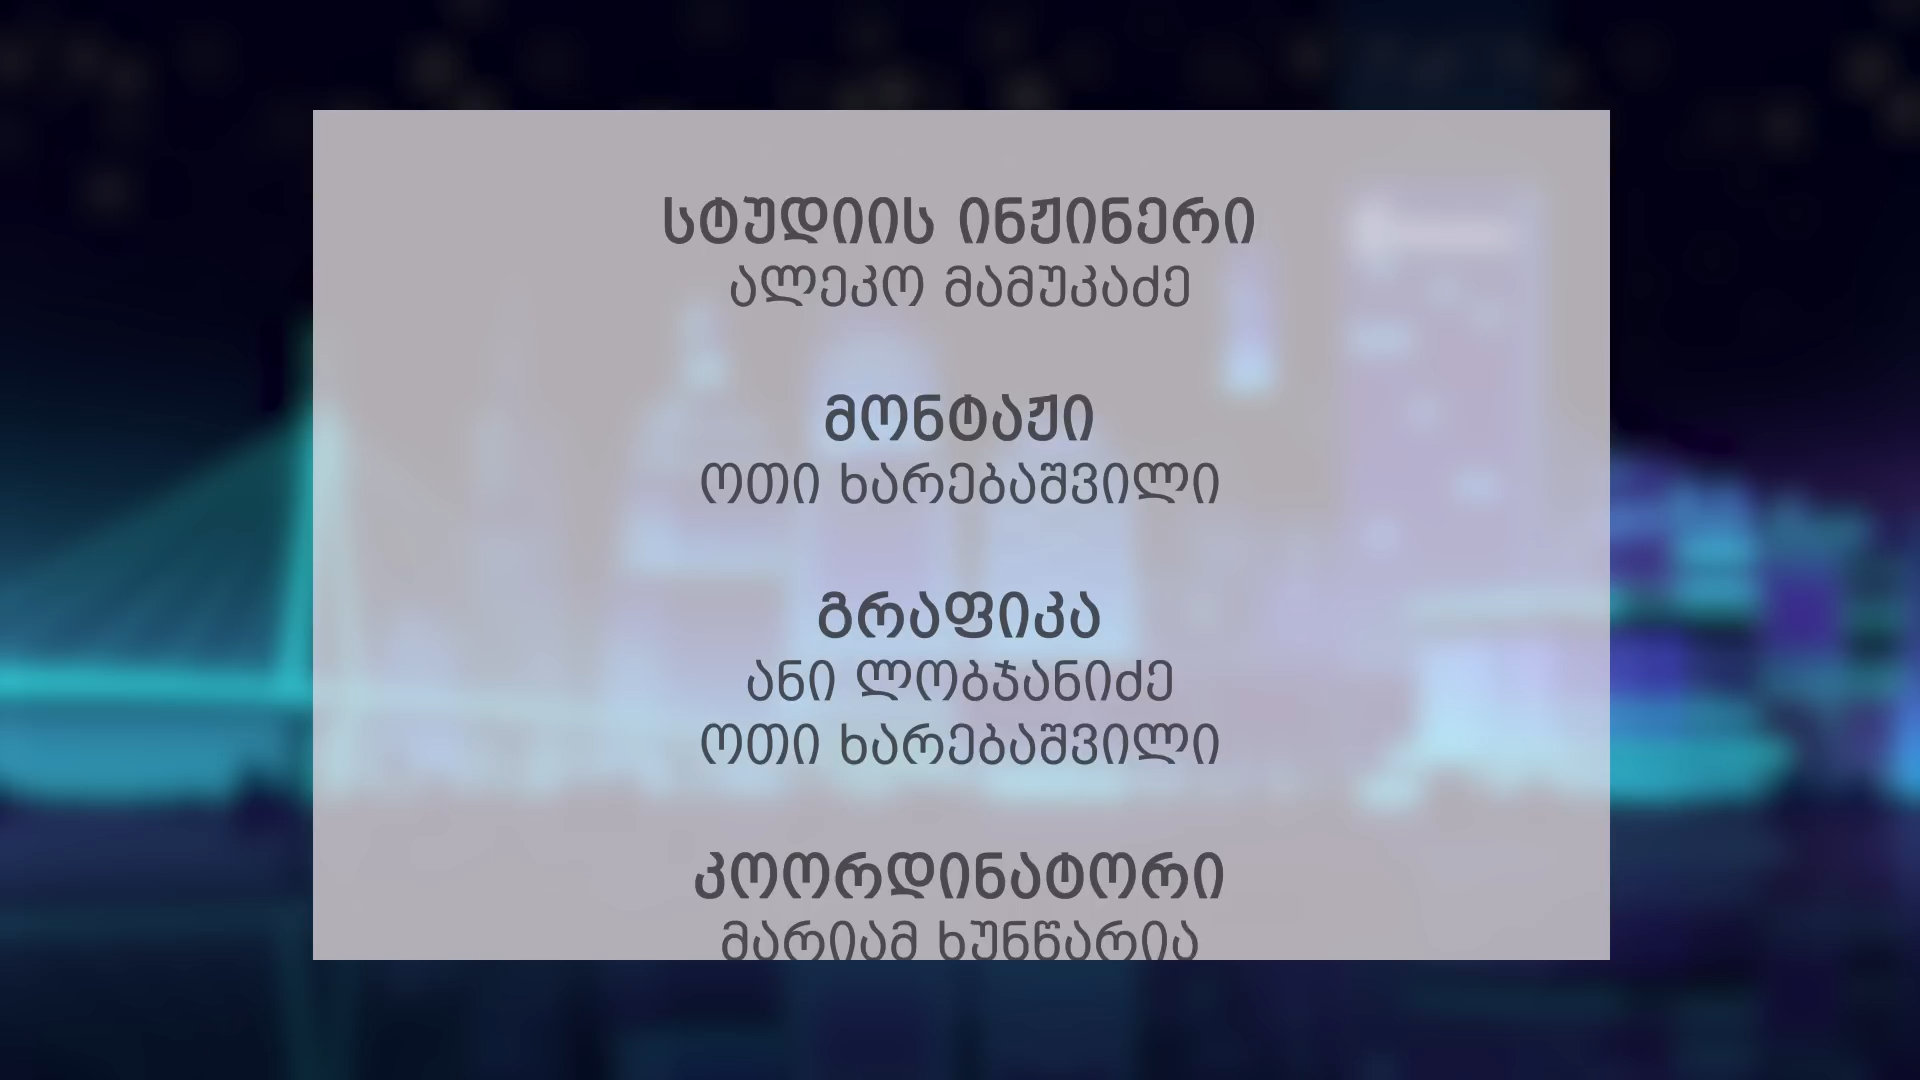 სტუდიის ინჟინერი
ალეკო მამუკაძე
მონტაჟი
ოთი ხარებაშვილი
გრაფიკა
ანი ლობჯანიძე
ოთი ხარებაშვილი
კოორდინატორი
მარიამ ხუნწარია